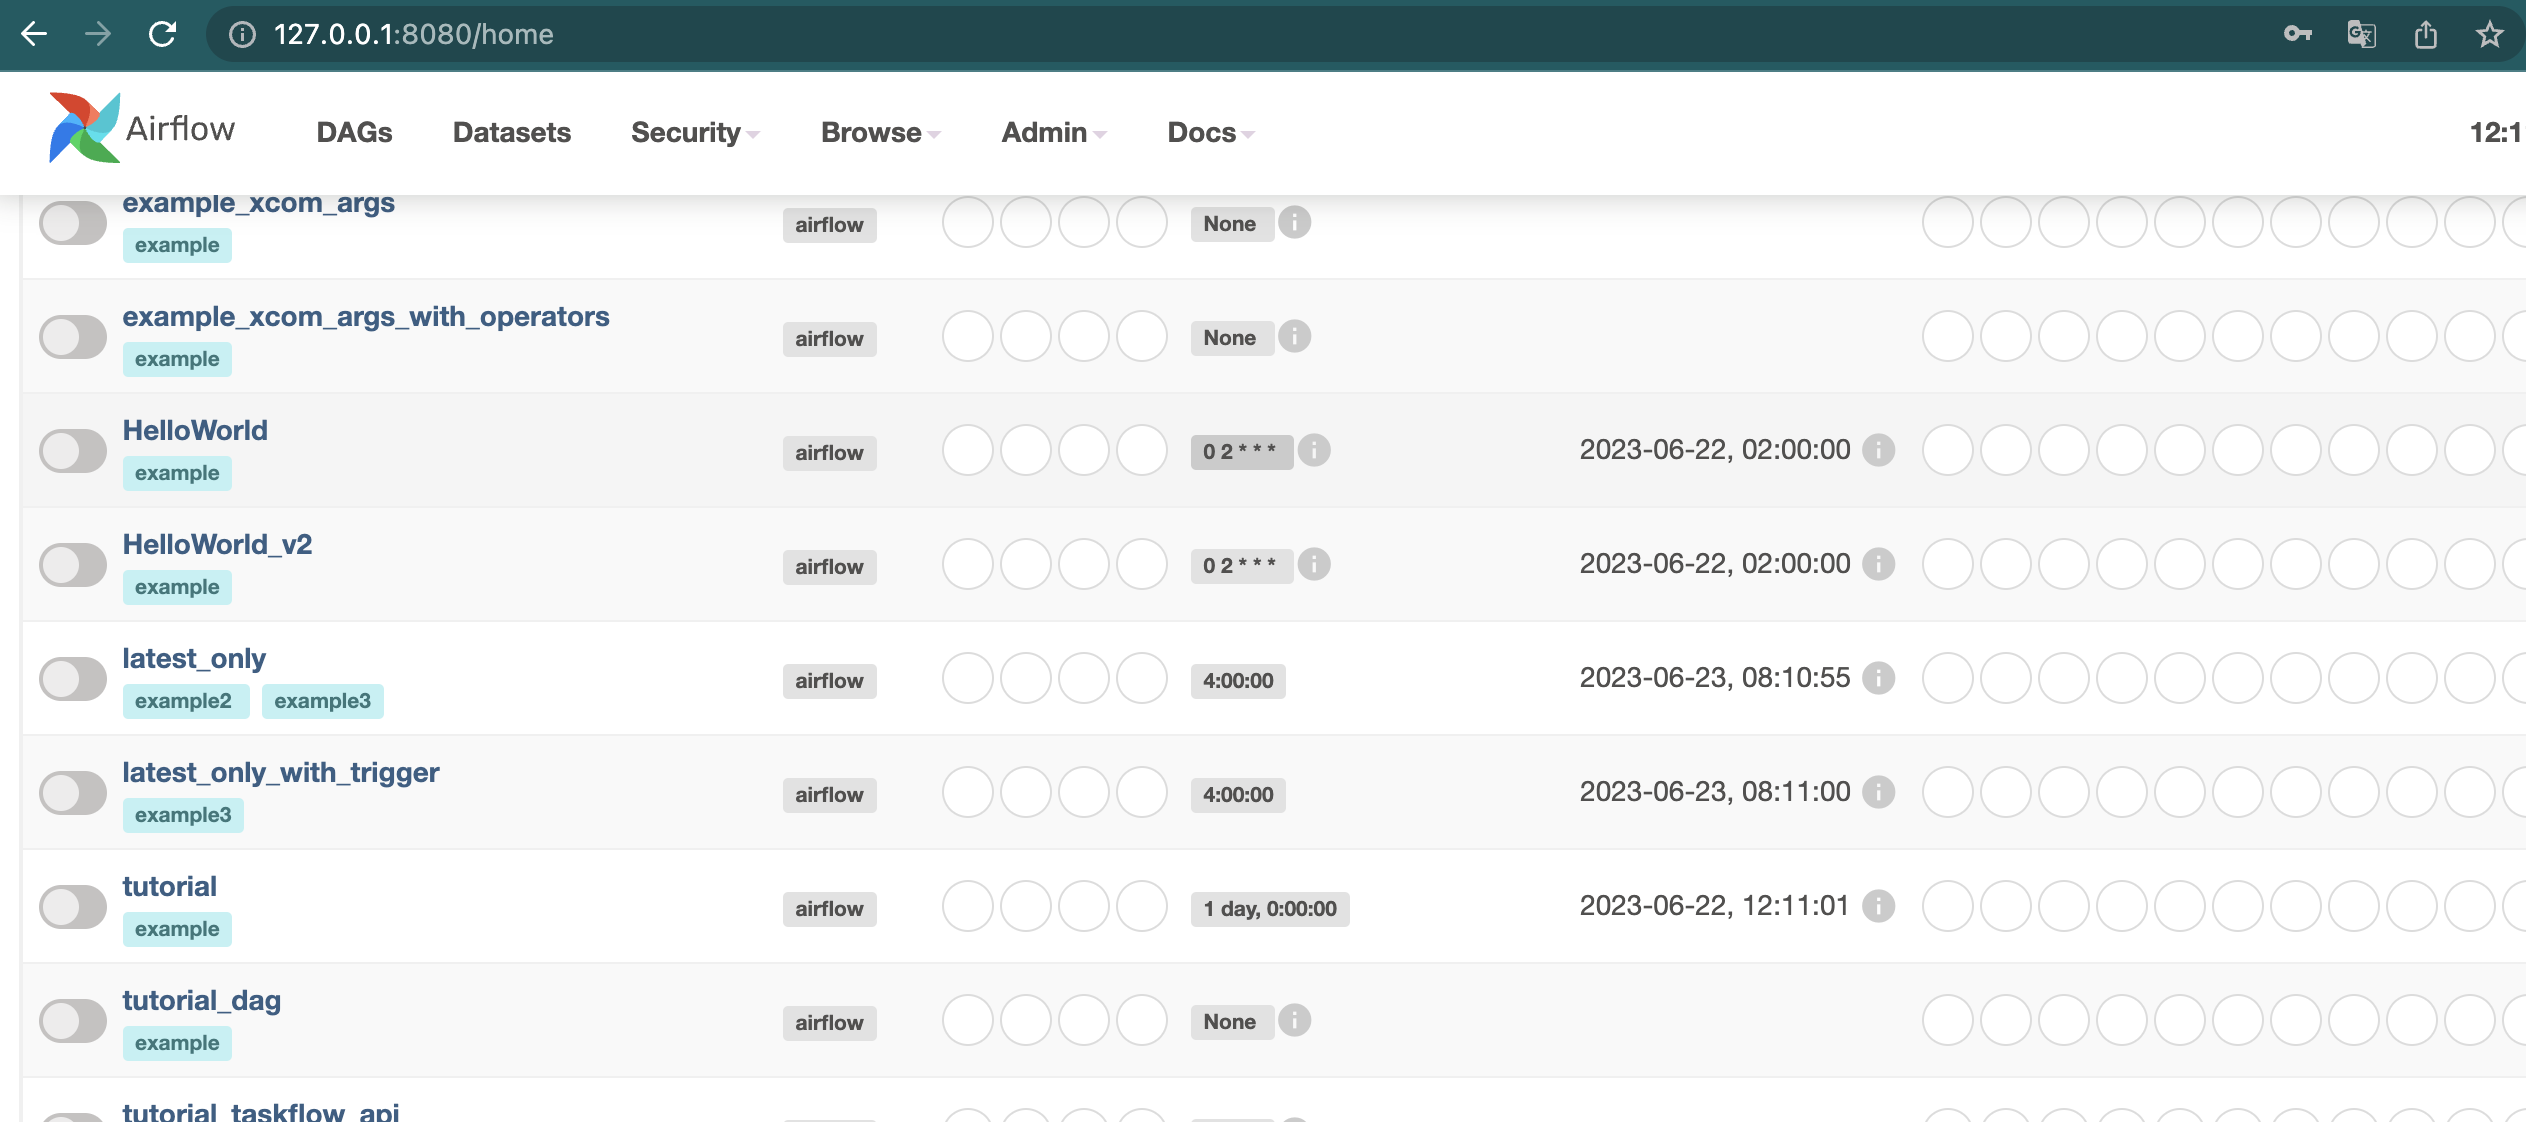 127.0.0.1:8080/home
Airflow DAGs Datasets Security Browse Admin Docs 12:1
example_xcom_args
example airflow None
example_xcom_args_with_operators
example airflow None
HelloWorld
example airflow 0 2 * * * 2023-06-22, 02:00:00
HelloWorld_v2
example airflow 0 2 * * * 2023-06-22, 02:00:00
latest_only
example2 example3 airflow 4:00:00 2023-06-23, 08:10:55
latest_only_with_trigger
example3 airflow 4:00:00 2023-06-23, 08:11:00
tutorial
example airflow 1 day, 0:00:00 2023-06-22, 12:11:01
tutorial_dag
example airflow None
tutorial_taskflow_api